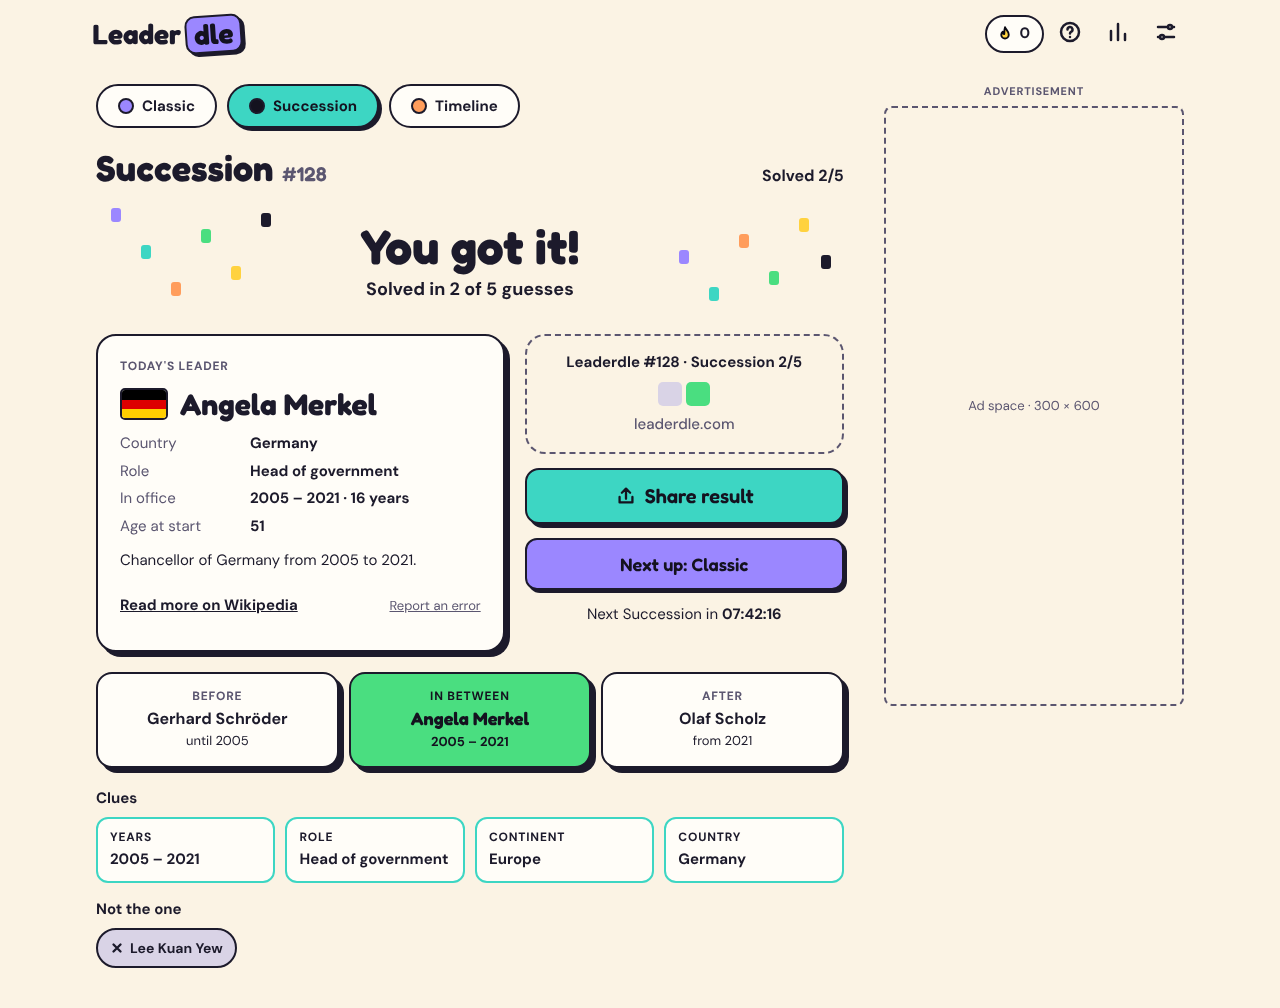 Leader dle
0
Classic
Succession
Timeline
ADVERTISEMENT
Succession #128
Solved 2/5
You got it!
Solved in 2 of 5 guesses
TODAY'S LEADER
Angela Merkel
Country Germany
Role Head of government
In office 2005 – 2021 · 16 years
Age at start 51
Chancellor of Germany from 2005 to 2021.
Read more on Wikipedia
Report an error
Leaderdle #128 · Succession 2/5
leaderdle.com
Share result
Next up: Classic
Next Succession in 07:42:16
Ad space · 300 × 600
BEFORE
Gerhard Schröder
until 2005
IN BETWEEN
Angela Merkel
2005 – 2021
AFTER
Olaf Scholz
from 2021
Clues
YEARS
2005 – 2021
ROLE
Head of government
CONTINENT
Europe
COUNTRY
Germany
Not the one
✕ Lee Kuan Yew